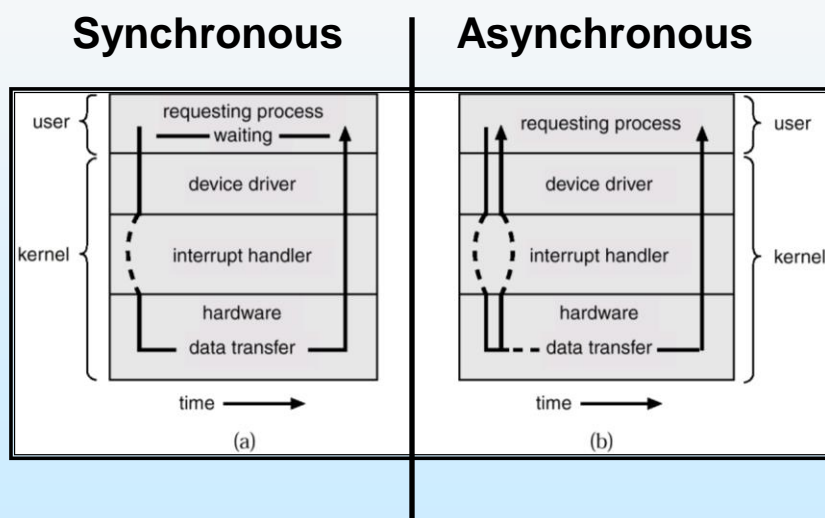 Synchronous
Asynchronous
user
requesting process
waiting
device driver
kernel
interrupt handler
hardware
data transfer
time
(a)
requesting process
user
device driver
interrupt handler
kernel
hardware
data transfer
time
(b)